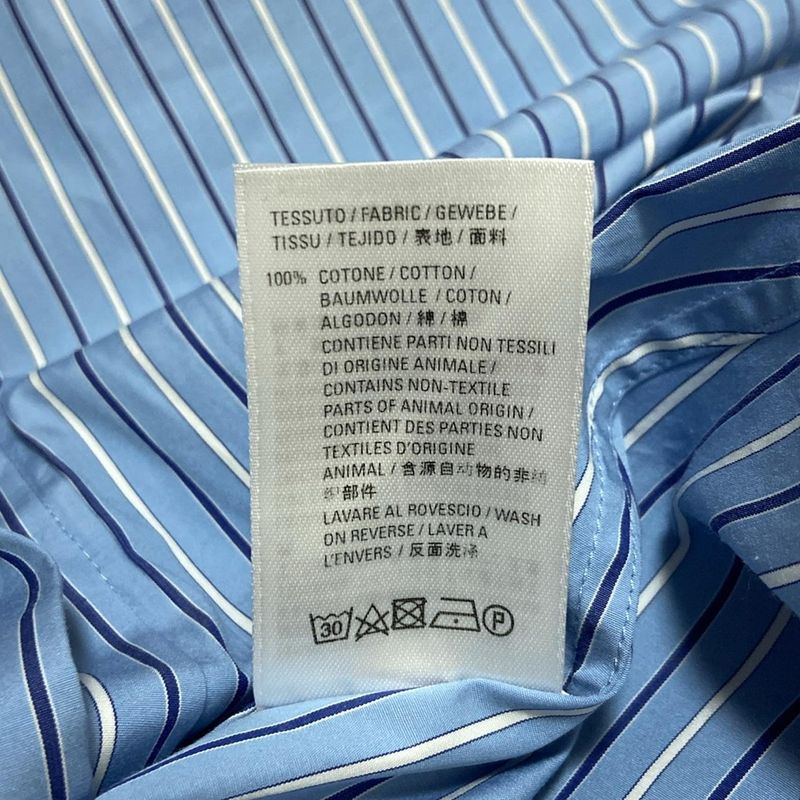 TESSUTO / FABRIC / GEWEBE /
TISSU / TEJIDO / 表地 / 面料
100% COTONE / COTTON /
BAUMWOLLE / COTON /
ALGODON / 綿 / 棉
CONTIENE PARTI NON TESSILI
DI ORIGINE ANIMALE /
CONTAINS NON-TEXTILE
PARTS OF ANIMAL ORIGIN /
CONTIENT DES PARTIES NON
TEXTILES D'ORIGINE
ANIMAL / 含源自动物的非纺
织部件
LAVARE AL ROVESCIO / WASH
ON REVERSE / LAVER A
L'ENVERS / 反面洗涤
30 P